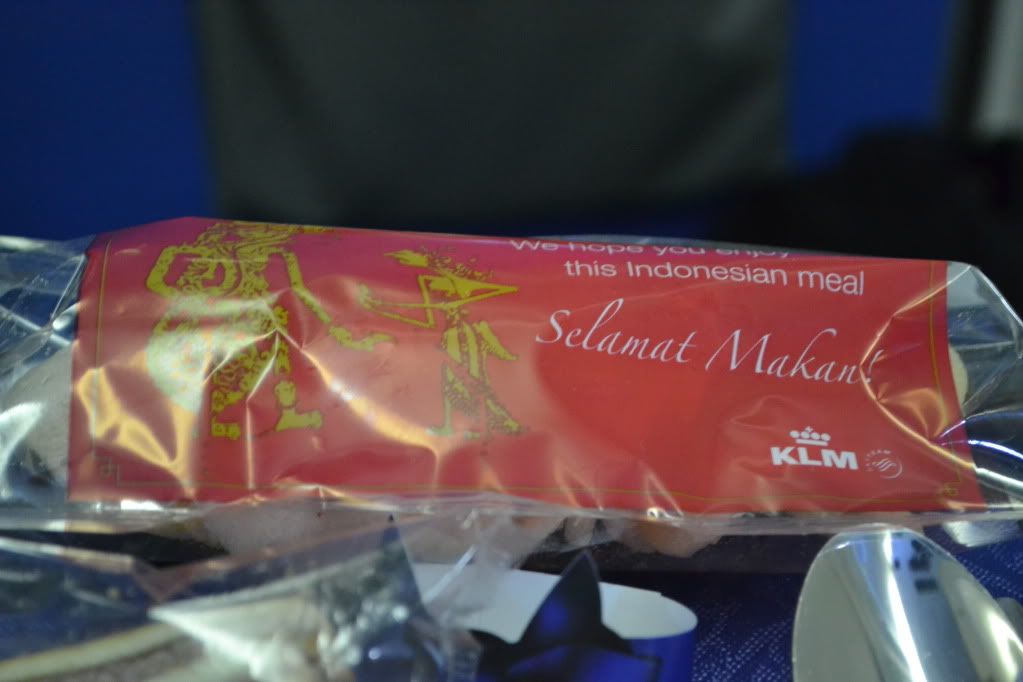 We hope you enjoy
this Indonesian meal
Selamat Makan!
KLM